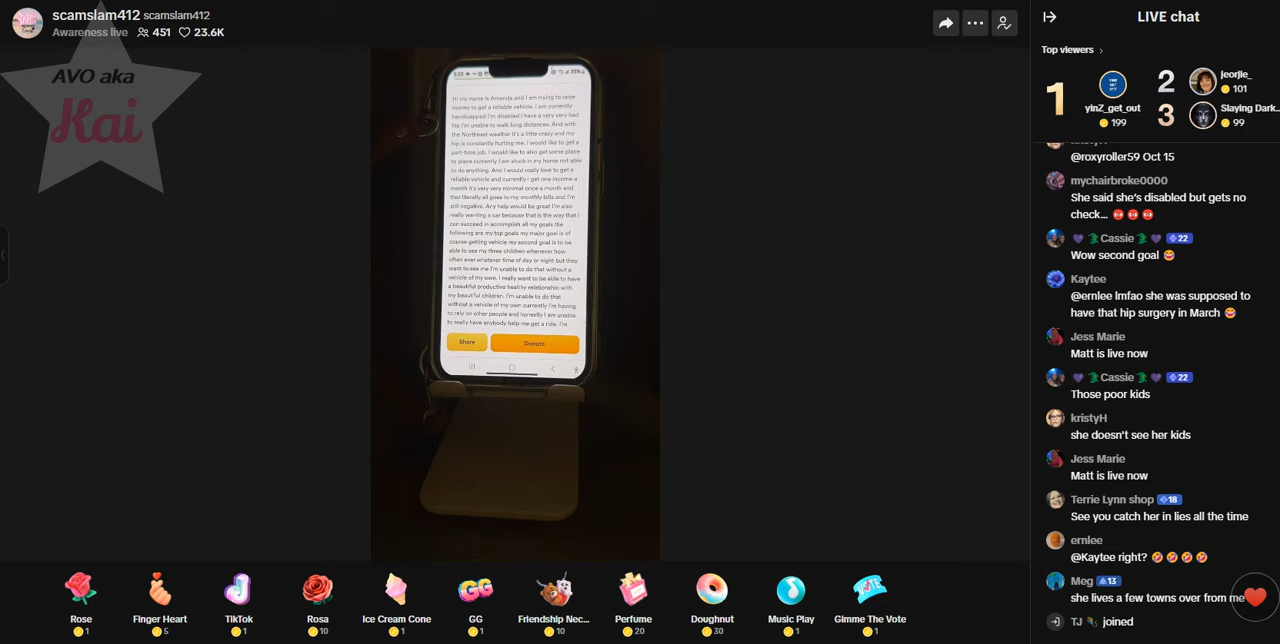 scamslam412 scamslam412
Awareness live 451 23.6K
AVO aka
Kai
5:25 35%
Hi my name is Amanda and I am trying to raise
money to get a reliable vehicle. I am currently
handicapped I'm disabled I have a very very bad
hip I'm unable to walk long distances. And with
the Northeast weather it's a little crazy and my
hip is constantly hurting me. I would like to get a
part-time job. I would like to also get some place
to place currently I am stuck in my home not able
to do anything. And I would really love to get a
reliable vehicle and currently I get one income a
month it's very very minimal once a month and
that literally all goes to my monthly bills and I'm
still negative. Any help would be great I'm also
really wanting a car because that is the way that I
can succeed in accomplish all my goals the
following are my top goals my major goal is of
course getting vehicle my second goal is to be
able to see my three children whenever how
often ever whatever time of day or night but they
want to see me I'm unable to do that without a
vehicle of my own. I really want to be able to have
a beautiful productive healthy relationship with
my beautiful children. I'm unable to do that
without a vehicle of my own currently I'm having
to rely on other people and honestly I am unable
to really have anybody help me get a ride. I'm
Share Donate
Rose
1
Finger Heart
5
TikTok
1
Rosa
10
Ice Cream Cone
1
GG
GG
1
Friendship Nec...
10
Perfume
20
Doughnut
30
Music Play
1
VOTE
Gimme The Vote
1
LIVE chat
Top viewers
1
yinZ_get_out
199
2
jeorjie_
101
3
Slaying Dark...
99
@roxyroller59 Oct 15
mychairbroke0000
She said she's disabled but gets no
check...
Cassie 22
Wow second goal
Kaytee
@ernlee lmfao she was supposed to
have that hip surgery in March
Jess Marie
Matt is live now
Cassie 22
Those poor kids
kristyH
she doesn't see her kids
Jess Marie
Matt is live now
Terrie Lynn shop 18
See you catch her in lies all the time
ernlee
@Kaytee right?
Meg 13
she lives a few towns over from me
TJ joined